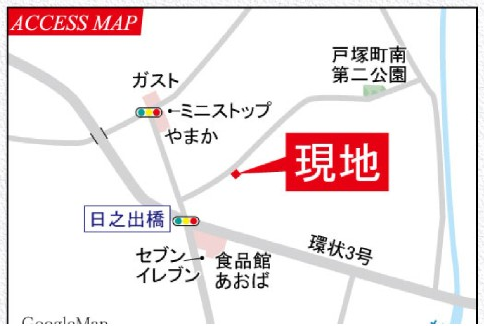 ACCESS MAP
戸塚町南
第二公園
ガスト
ミニストップ
やまか
現地
日之出橋
環状3号
セブン
イレブン
食品館
あおば
GoogleMap